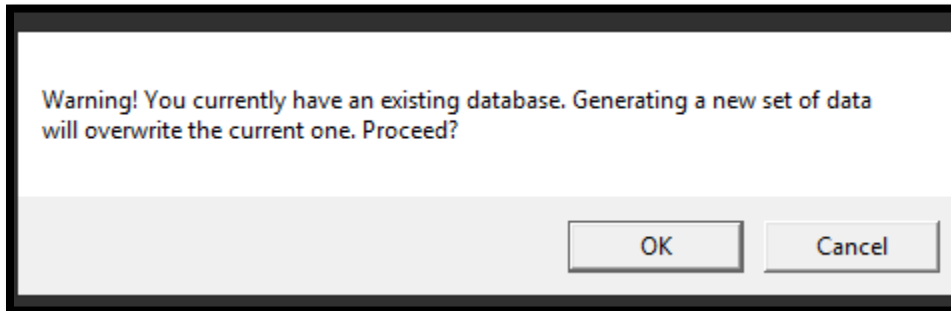 Warning! You currently have an existing database. Generating a new set of data
will overwrite the current one. Proceed?
OK
Cancel